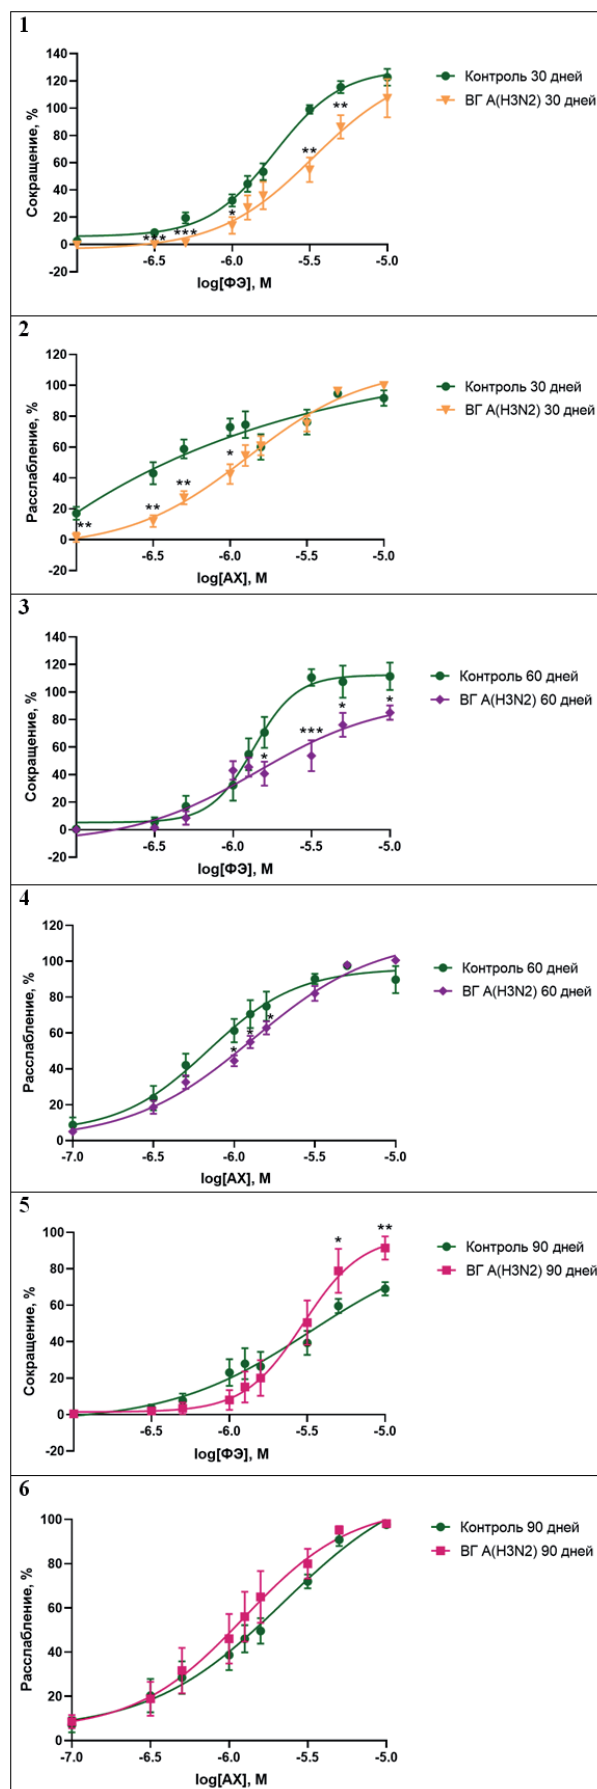 1
140
120
100
80
60
40
20
0
-20
Сокращение, %
*** *** * ** **
-6.5 -6.0 -5.5 -5.0
log[ФЭ], М
Контроль 30 дней
ВГ А(H3N2) 30 дней
2
120
100
80
60
40
20
0
-20
Расслабление, %
** ** ** *
-6.5 -6.0 -5.5 -5.0
log[АХ], М
Контроль 30 дней
ВГ А(H3N2) 30 дней
3
140
120
100
80
60
40
20
0
-20
Сокращение, %
* *** * *
-6.5 -6.0 -5.5 -5.0
log[ФЭ], М
Контроль 60 дней
ВГ А(H3N2) 60 дней
4
120
100
80
60
40
20
0
Расслабление, %
* * *
-7.0 -6.5 -6.0 -5.5 -5.0
log[АХ], М
Контроль 60 дней
ВГ А(H3N2) 60 дней
5
100
80
60
40
20
0
-20
Сокращение, %
* **
-6.5 -6.0 -5.5 -5.0
log[ФЭ], М
Контроль 90 дней
ВГ А(H3N2) 90 дней
6
100
80
60
40
20
0
Расслабление, %
-7.0 -6.5 -6.0 -5.5 -5.0
log[АХ], М
Контроль 90 дней
ВГ А(H3N2) 90 дней